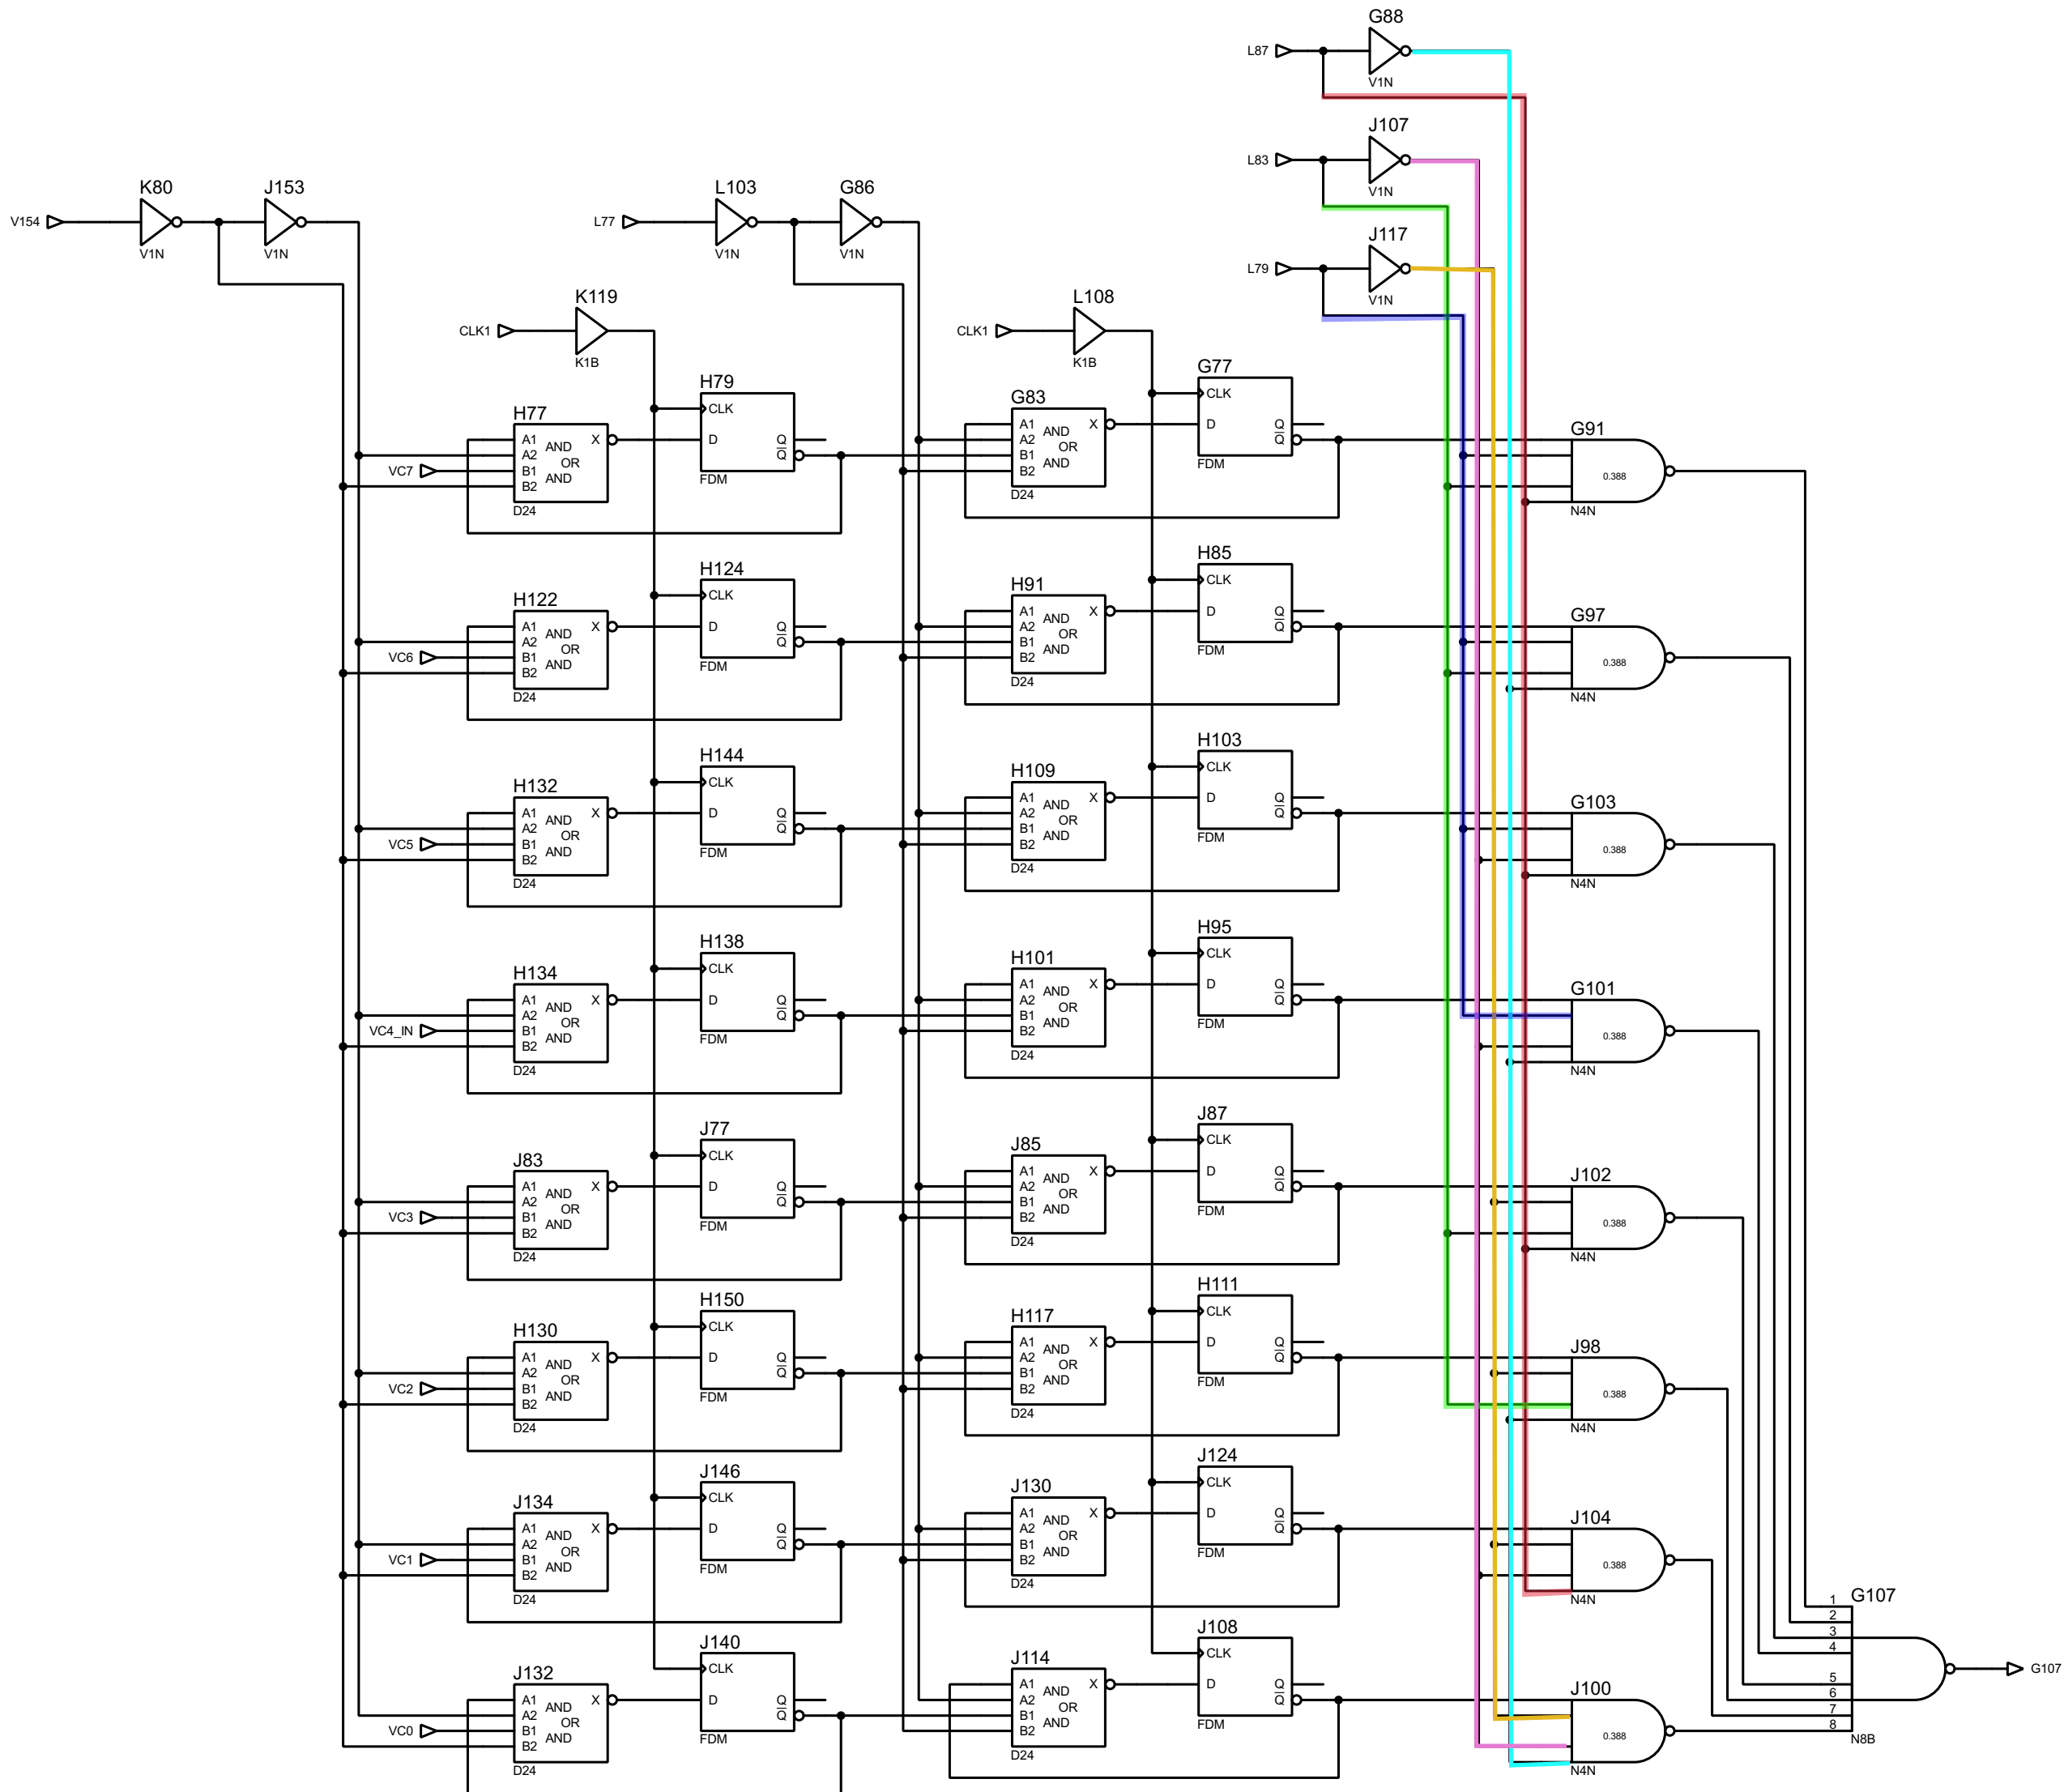 G88
L87
V1N
J107
L83
V1N
K80
J153
L103
G86
V154
L77
V1N
V1N
V1N
V1N
J117
L79
V1N
K119
L108
CLK1
CLK1
K1B
K1B
H79
G77
H77
CLK
G83
CLK
G91
A1 AND X D Q
A1 AND X D Q
A2 OR Q
A2 OR Q
VC7 B1 AND
B1 AND
0.388
B2 FDM
B2 FDM
D24
D24
N4N
H124
H85
H122
CLK
H91
CLK
G97
A1 AND X D Q
A1 AND X D Q
A2 OR Q
A2 OR Q
VC6 B1 AND
B1 AND
0.388
B2 FDM
B2 FDM
D24
D24
N4N
H144
H103
H132
CLK
H109
CLK
G103
A1 AND X D Q
A1 AND X D Q
A2 OR Q
A2 OR Q
VC5 B1 AND
B1 AND
0.388
B2 FDM
B2 FDM
D24
D24
N4N
H138
H95
H134
CLK
H101
CLK
G101
A1 AND X D Q
A1 AND X D Q
A2 OR Q
A2 OR Q
VC4_IN B1 AND
B1 AND
0.388
B2 FDM
B2 FDM
D24
D24
N4N
J77
J87
J83
CLK
J85
CLK
J102
A1 AND X D Q
A1 AND X D Q
A2 OR Q
A2 OR Q
VC3 B1 AND
B1 AND
0.388
B2 FDM
B2 FDM
D24
D24
N4N
H150
H111
H130
CLK
H117
CLK
J98
A1 AND X D Q
A1 AND X D Q
A2 OR Q
A2 OR Q
VC2 B1 AND
B1 AND
0.388
B2 FDM
B2 FDM
D24
D24
N4N
J146
J124
J134
CLK
J130
CLK
J104
A1 AND X D Q
A1 AND X D Q
A2 OR Q
A2 OR Q
VC1 B1 AND
B1 AND
0.388
B2 FDM
B2 FDM
D24
D24
N4N
G107
1
2
3
4
5
6
7
8
G107
N8B
J140
J108
J132
CLK
J114
CLK
J100
A1 AND X D Q
A1 AND X D Q
A2 OR Q
A2 OR Q
VC0 B1 AND
B1 AND
0.388
B2 FDM
B2 FDM
D24
D24
N4N